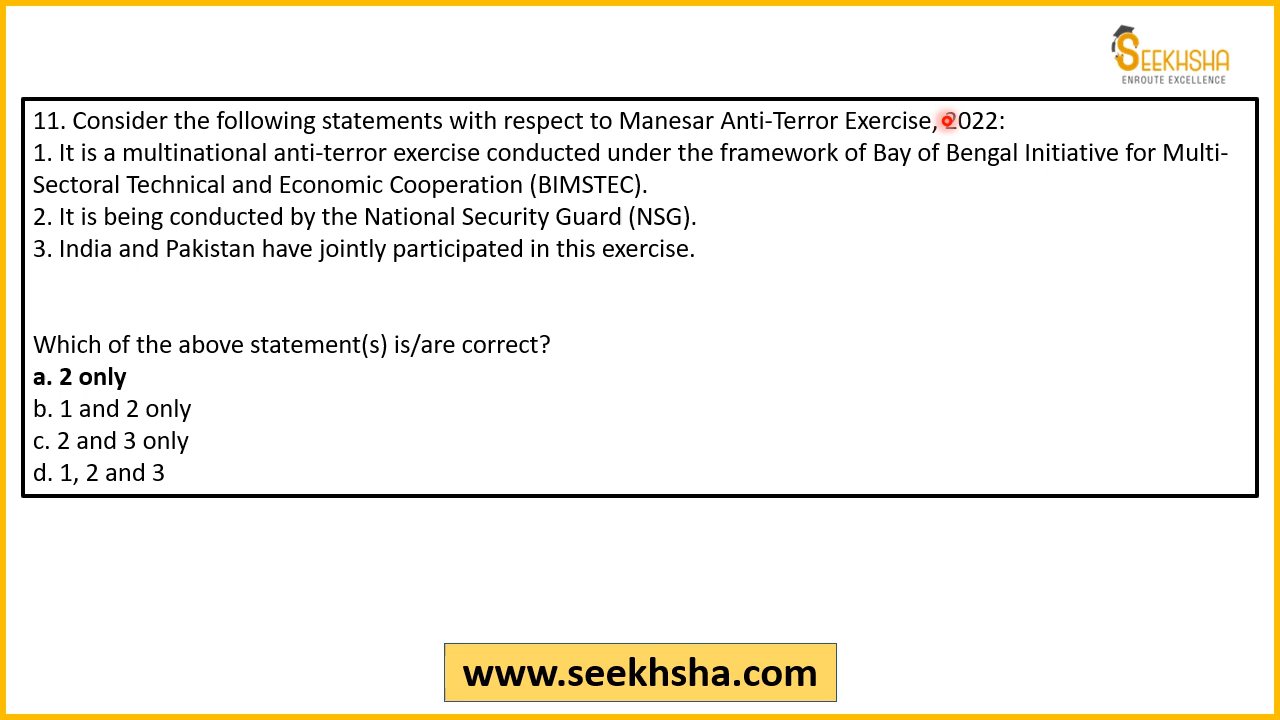 SEEKHSHA
ENROUTE EXCELLENCE
11. Consider the following statements with respect to Manesar Anti-Terror Exercise, 2022:
1. It is a multinational anti-terror exercise conducted under the framework of Bay of Bengal Initiative for Multi-
Sectoral Technical and Economic Cooperation (BIMSTEC).
2. It is being conducted by the National Security Guard (NSG).
3. India and Pakistan have jointly participated in this exercise.
Which of the above statement(s) is/are correct?
a. 2 only
b. 1 and 2 only
c. 2 and 3 only
d. 1, 2 and 3
www.seekhsha.com